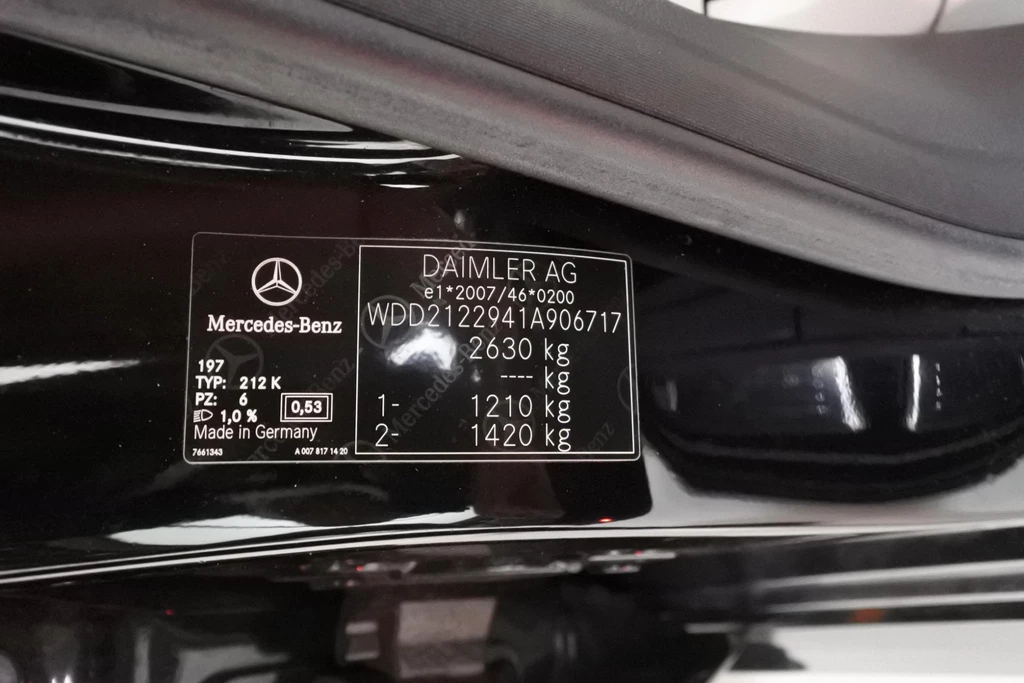 Mercedes-Benz
197
TYP: 212 K
PZ: 6
1,0 %
0,53
Made in Germany
7661343
A 007 817 14 20
DAIMLER AG
e1*2007/46*0200
WDD2122941A906717
2630 kg
---- kg
1- 1210 kg
2- 1420 kg